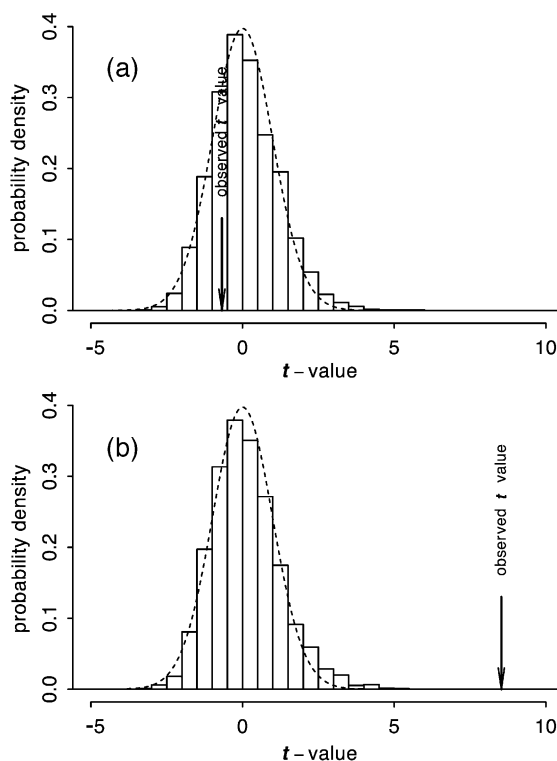 (a)
probability density
0.0 0.1 0.2 0.3 0.4
observed t value
-5 0 5 10
t – value
(b)
probability density
0.0 0.1 0.2 0.3 0.4
observed t value
-5 0 5 10
t – value